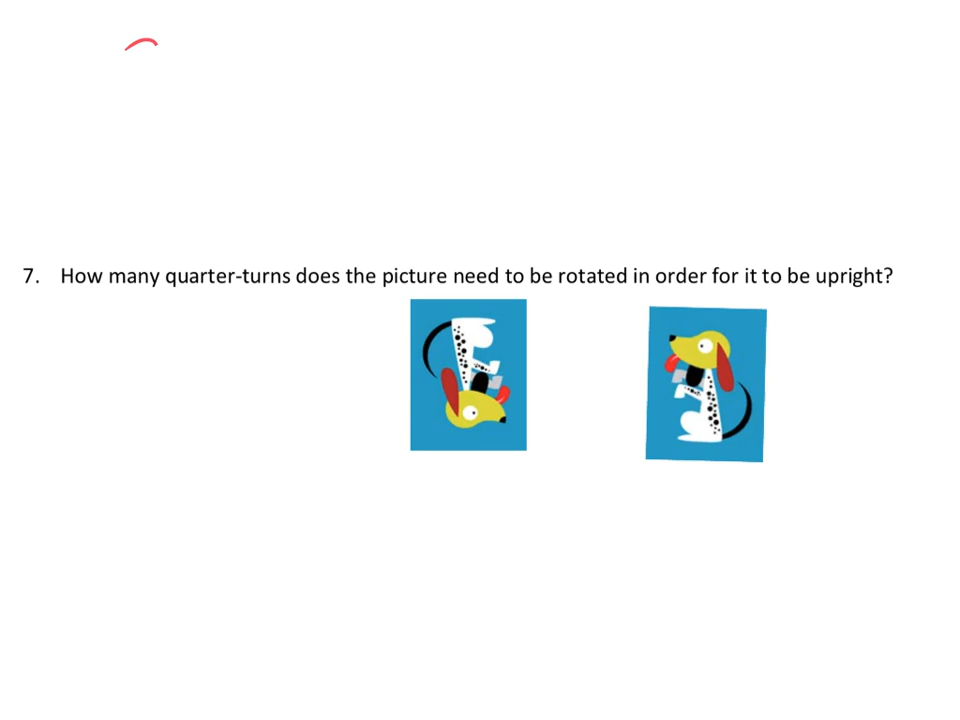 7. How many quarter-turns does the picture need to be rotated in order for it to be upright?